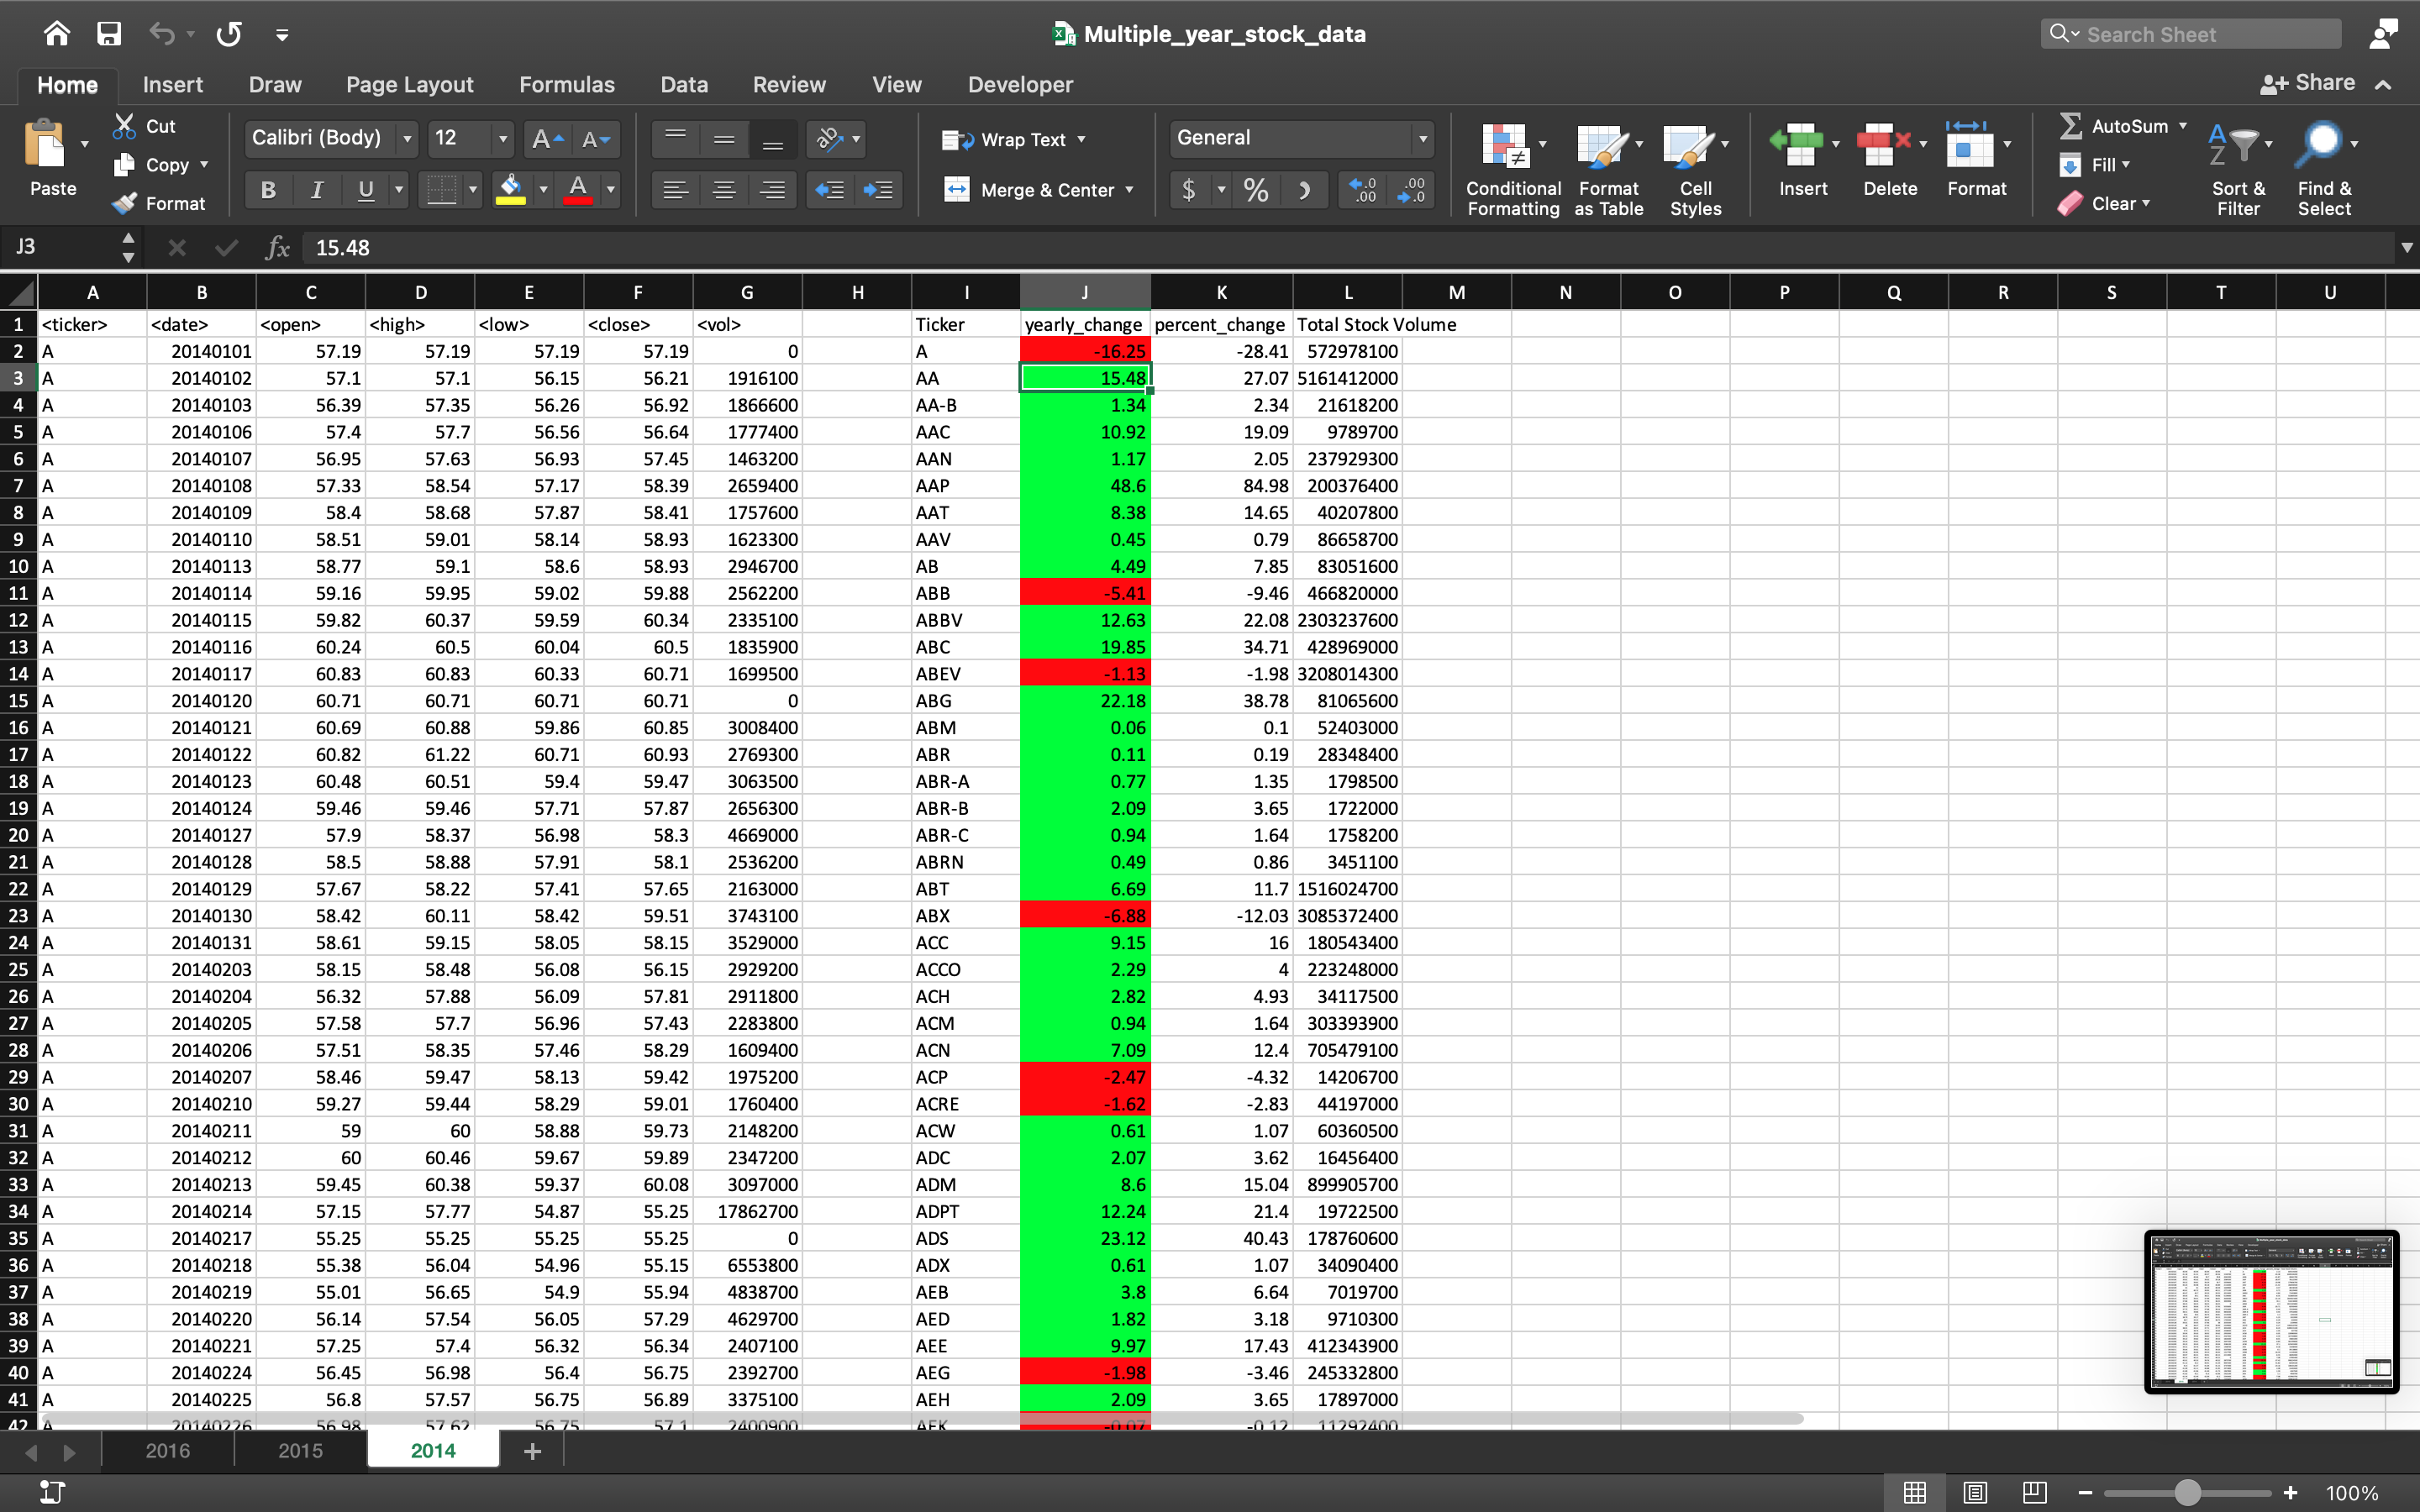 Multiple_year_stock_data
Search Sheet
Home Insert Draw Page Layout Formulas Data Review View Developer Share
Paste Cut Copy Format
Calibri (Body) 12 A A
B I U A
ab
Wrap Text
Merge & Center
General
$ % .0 .00 .00 .0
Conditional Formatting Format as Table Cell Styles Insert Delete Format
AutoSum Fill Clear
Sort & Filter Find & Select
J3 fx 15.48
A B C D E F G H I J K L M N O P Q R S T U
1 <ticker> <date> <open> <high> <low> <close> <vol> Ticker yearly_change percent_change Total Stock Volume
2 A 20140101 57.19 57.19 57.19 57.19 0 A -16.25 -28.41 572978100
3 A 20140102 57.1 57.1 56.15 56.21 1916100 AA 15.48 27.07 5161412000
4 A 20140103 56.39 57.35 56.26 56.92 1866600 AA-B 1.34 2.34 21618200
5 A 20140106 57.4 57.7 56.56 56.64 1777400 AAC 10.92 19.09 9789700
6 A 20140107 56.95 57.63 56.93 57.45 1463200 AAN 1.17 2.05 237929300
7 A 20140108 57.33 58.54 57.17 58.39 2659400 AAP 48.6 84.98 200376400
8 A 20140109 58.4 58.68 57.87 58.41 1757600 AAT 8.38 14.65 40207800
9 A 20140110 58.51 59.01 58.14 58.93 1623300 AAV 0.45 0.79 86658700
10 A 20140113 58.77 59.1 58.6 58.93 2946700 AB 4.49 7.85 83051600
11 A 20140114 59.16 59.95 59.02 59.88 2562200 ABB -5.41 -9.46 466820000
12 A 20140115 59.82 60.37 59.59 60.34 2335100 ABBV 12.63 22.08 2303237600
13 A 20140116 60.24 60.5 60.04 60.5 1835900 ABC 19.85 34.71 428969000
14 A 20140117 60.83 60.83 60.33 60.71 1699500 ABEV -1.13 -1.98 3208014300
15 A 20140120 60.71 60.71 60.71 60.71 0 ABG 22.18 38.78 81065600
16 A 20140121 60.69 60.88 59.86 60.85 3008400 ABM 0.06 0.1 52403000
17 A 20140122 60.82 61.22 60.71 60.93 2769300 ABR 0.11 0.19 28348400
18 A 20140123 60.48 60.51 59.4 59.47 3063500 ABR-A 0.77 1.35 1798500
19 A 20140124 59.46 59.46 57.71 57.87 2656300 ABR-B 2.09 3.65 1722000
20 A 20140127 57.9 58.37 56.98 58.3 4669000 ABR-C 0.94 1.64 1758200
21 A 20140128 58.5 58.88 57.91 58.1 2536200 ABRN 0.49 0.86 3451100
22 A 20140129 57.67 58.22 57.41 57.65 2163000 ABT 6.69 11.7 1516024700
23 A 20140130 58.42 60.11 58.42 59.51 3743100 ABX -6.88 -12.03 3085372400
24 A 20140131 58.61 59.15 58.05 58.15 3529000 ACC 9.15 16 180543400
25 A 20140203 58.15 58.48 56.08 56.15 2929200 ACCO 2.29 4 223248000
26 A 20140204 56.32 57.88 56.09 57.81 2911800 ACH 2.82 4.93 34117500
27 A 20140205 57.58 57.7 56.96 57.43 2283800 ACM 0.94 1.64 303393900
28 A 20140206 57.51 58.35 57.46 58.29 1609400 ACN 7.09 12.4 705479100
29 A 20140207 58.46 59.47 58.13 59.42 1975200 ACP -2.47 -4.32 14206700
30 A 20140210 59.27 59.44 58.29 59.01 1760400 ACRE -1.62 -2.83 44197000
31 A 20140211 59 60 58.88 59.73 2148200 ACW 0.61 1.07 60360500
32 A 20140212 60 60.46 59.67 59.89 2347200 ADC 2.07 3.62 16456400
33 A 20140213 59.45 60.38 59.37 60.08 3097000 ADM 8.6 15.04 899905700
34 A 20140214 57.15 57.77 54.87 55.25 17862700 ADPT 12.24 21.4 19722500
35 A 20140217 55.25 55.25 55.25 55.25 0 ADS 23.12 40.43 178760600
36 A 20140218 55.38 56.04 54.96 55.15 6553800 ADX 0.61 1.07 34090400
37 A 20140219 55.01 56.65 54.9 55.94 4838700 AEB 3.8 6.64 7019700
38 A 20140220 56.14 57.54 56.05 57.29 4629700 AED 1.82 3.18 9710300
39 A 20140221 57.25 57.4 56.32 56.34 2407100 AEE 9.97 17.43 412343900
40 A 20140224 56.45 56.98 56.4 56.75 2392700 AEG -1.98 -3.46 245332800
41 A 20140225 56.8 57.57 56.75 56.89 3375100 AEH 2.09 3.65 17897000
42 A 20140226 56.98 57.62 56.75 57.1 2400900 AEK -0.07 -0.12 11292400
2016 2015 2014 +
100%